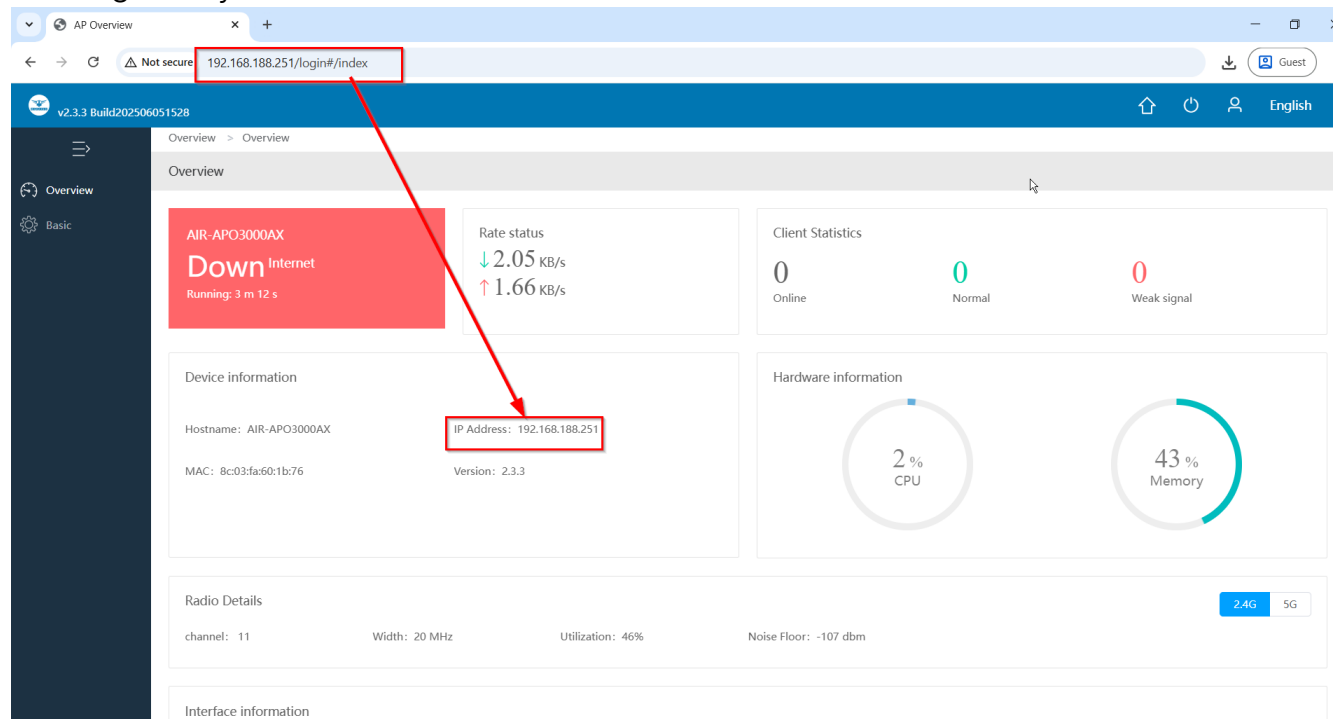 AP Overview
Not secure 192.168.188.251/login#/index
Guest
v2.3.3 Build202506051528
English
Overview > Overview
Overview
Overview
Basic
AIR-APO3000AX
Down Internet
Running: 3 m 12 s
Rate status
↓2.05 KB/s
↑1.66 KB/s
Client Statistics
0 0 0
Online Normal Weak signal
Device information
Hostname: AIR-APO3000AX IP Address: 192.168.188.251
MAC: 8c:03:fa:60:1b:76 Version: 2.3.3
Hardware information
2 %
CPU
43 %
Memory
Radio Details
2.4G 5G
channel: 11 Width: 20 MHz Utilization: 46% Noise Floor: -107 dbm
Interface information